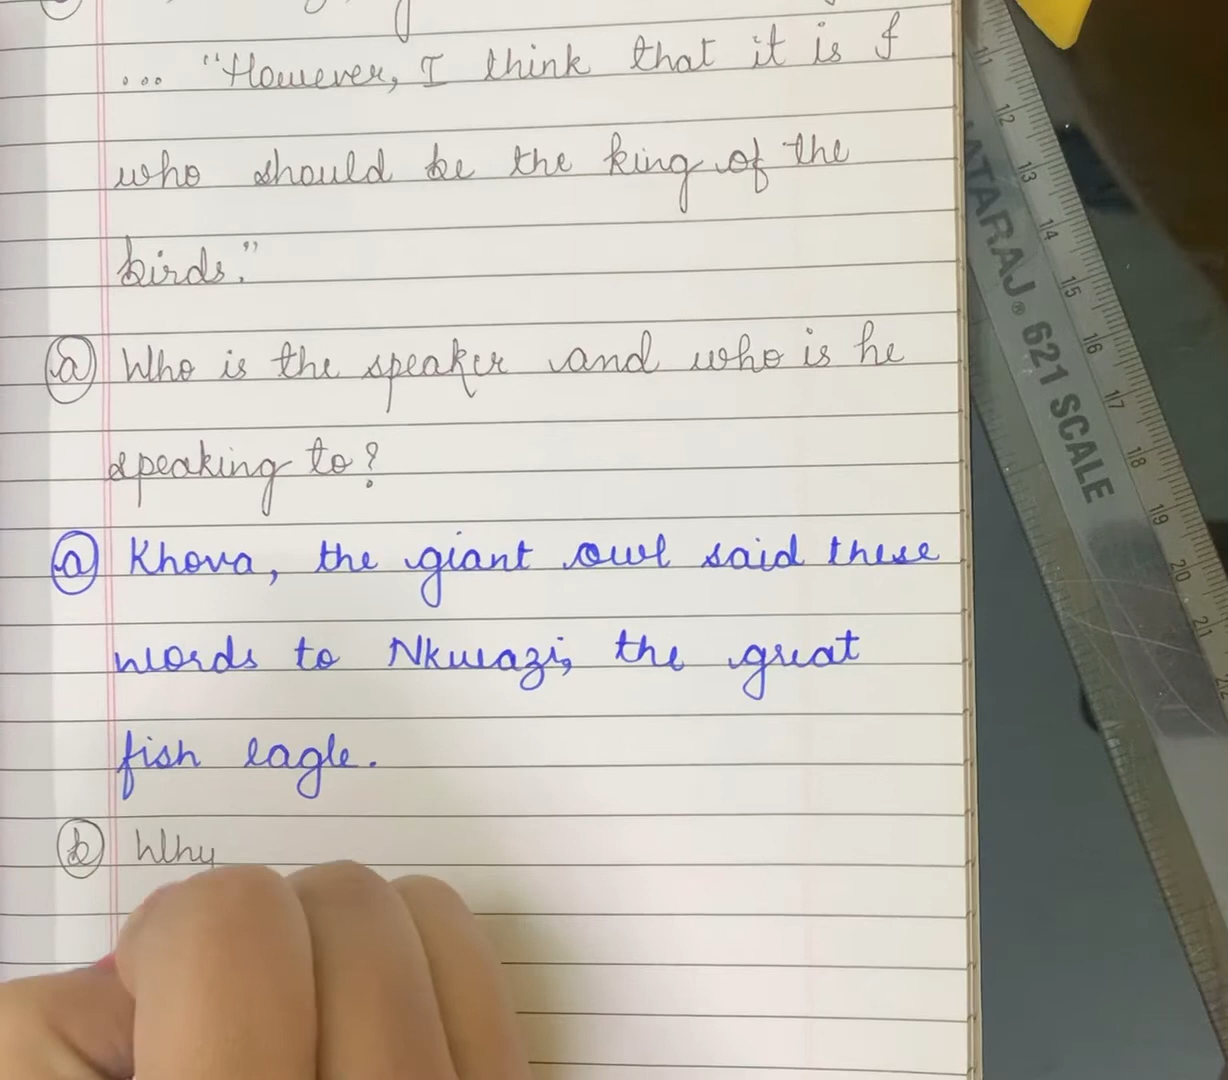 ... "However, I think that it is I
who should be the king of the
birds."
(a) Who is the speaker and who is he
speaking to?
(a) Khova, the giant owl said these
words to Nkwazi, the great
fish eagle.
(b) Why
NATARAJ® 621 SCALE
11 12 13 14 15 16 17 18 19 20 21